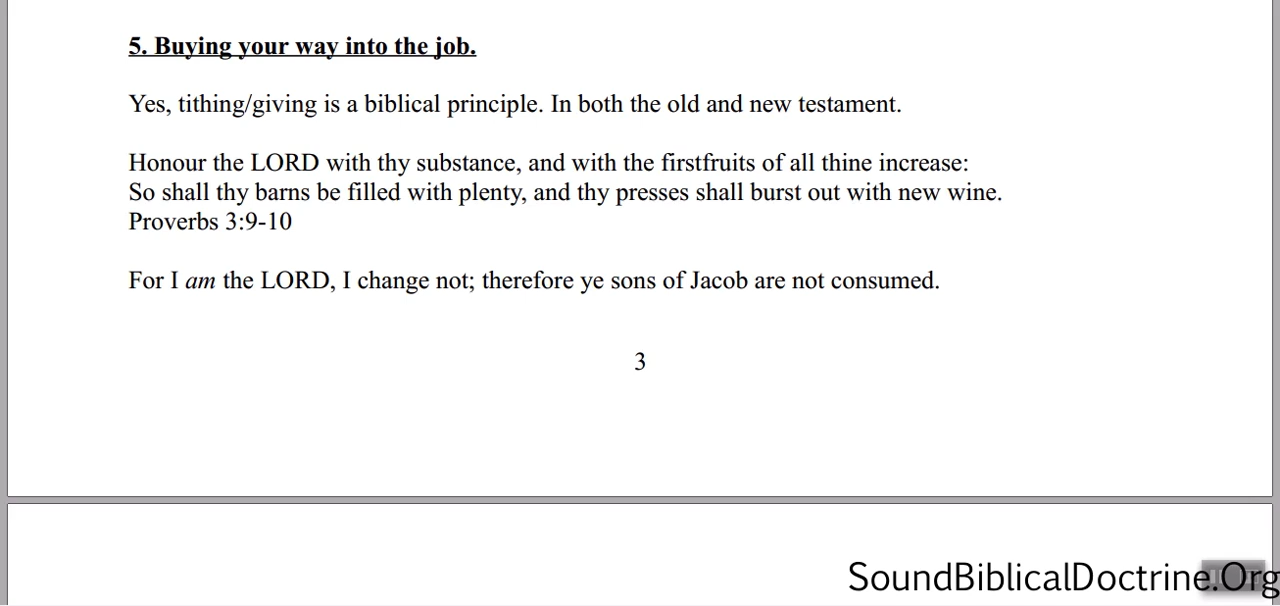 5. Buying your way into the job.
Yes, tithing/giving is a biblical principle. In both the old and new testament.
Honour the LORD with thy substance, and with the firstfruits of all thine increase:
So shall thy barns be filled with plenty, and thy presses shall burst out with new wine.
Proverbs 3:9-10
For I am the LORD, I change not; therefore ye sons of Jacob are not consumed.
3
SoundBiblicalDoctrine.Org